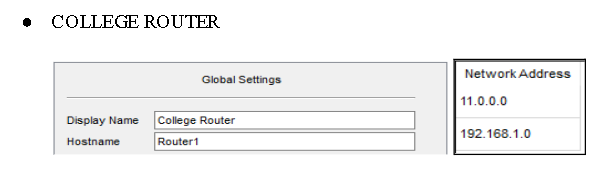 ● COLLEGE ROUTER
Global Settings
Display Name College Router
Hostname Router1
Network Address
11.0.0.0
192.168.1.0